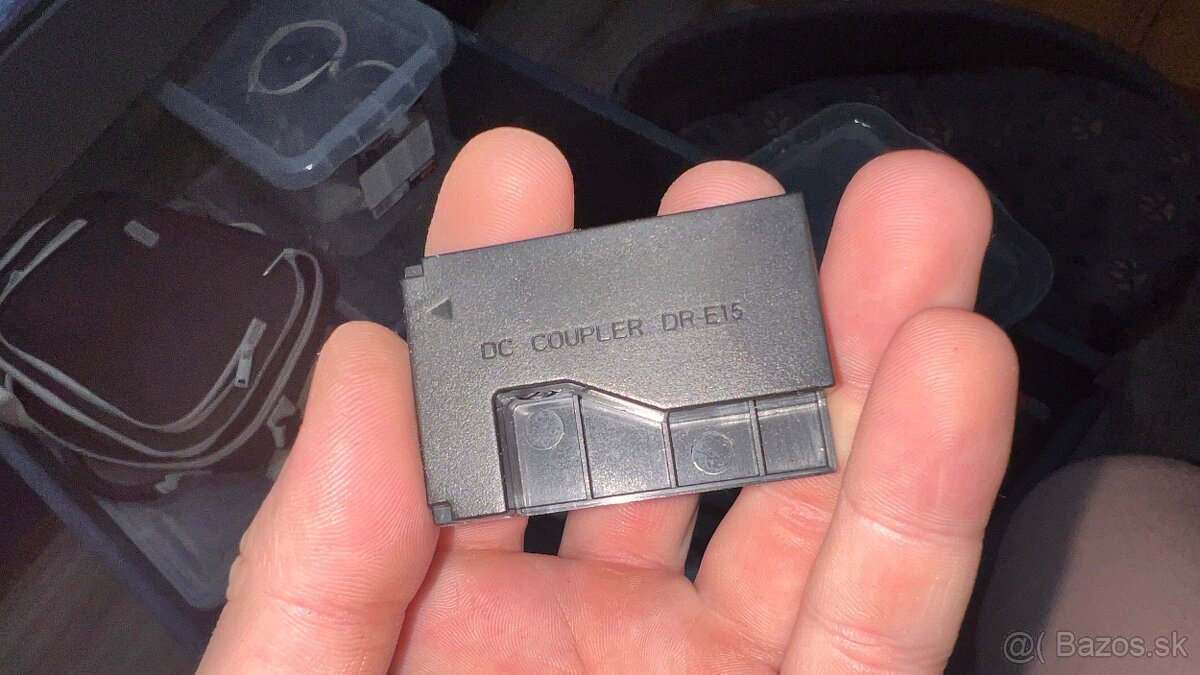 DC COUPLER DR-E15
@( Bazos.sk